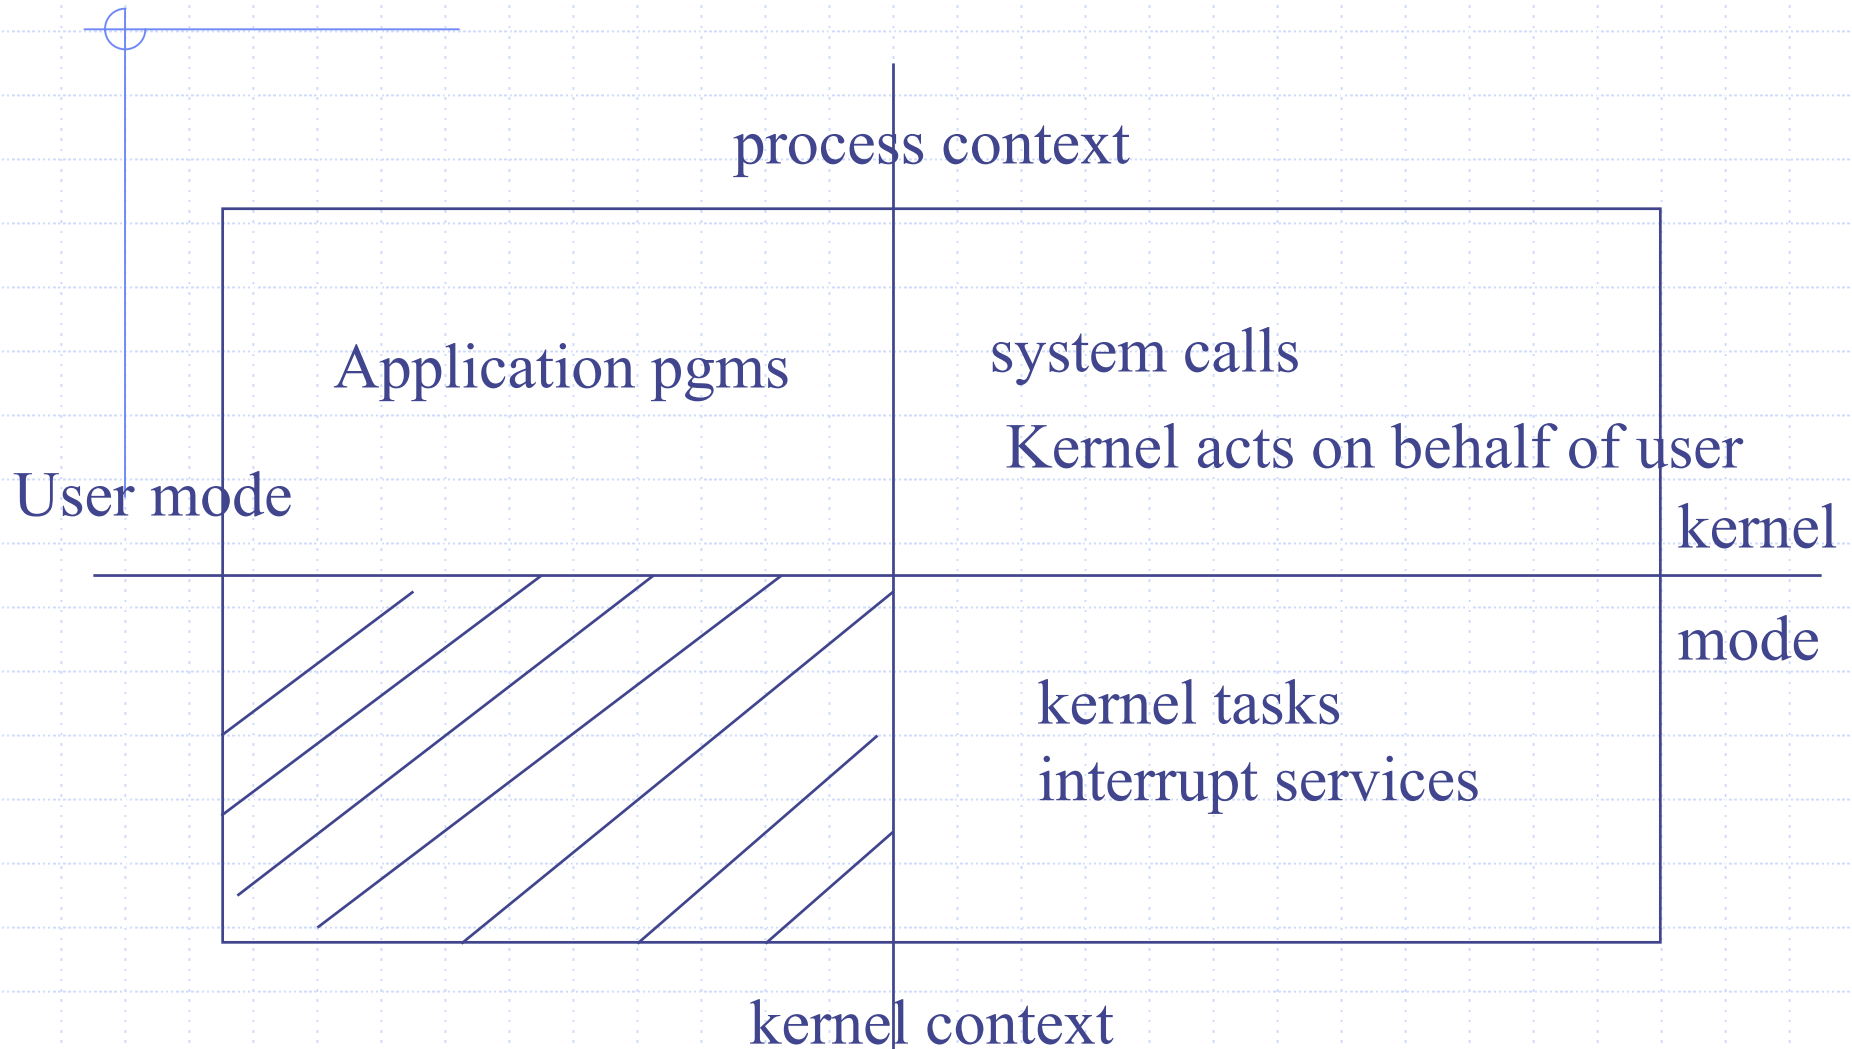 process context
Application pgms
system calls
Kernel acts on behalf of user
User mode
kernel
mode
kernel tasks
interrupt services
kernel context